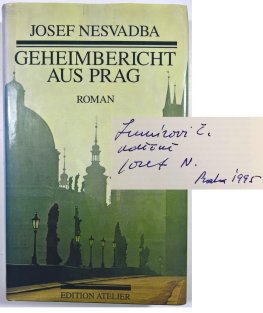 JOSEF NESVADBA
GEHEIMBERICHT
AUS PRAG
ROMAN
Č.
Josef N.
Praha 1995
EDITION ATELIER